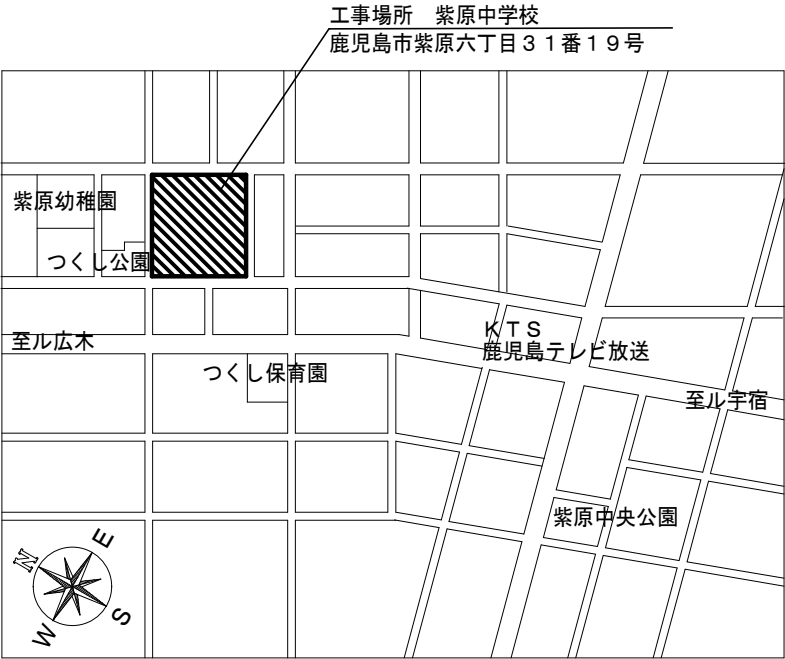 工事場所　紫原中学校
鹿児島市紫原六丁目３１番１９号
紫原幼稚園
つくし公園
至ル広木
ＫＴＳ
鹿児島テレビ放送
つくし保育園
至ル宇宿
紫原中央公園
N
E
W
S